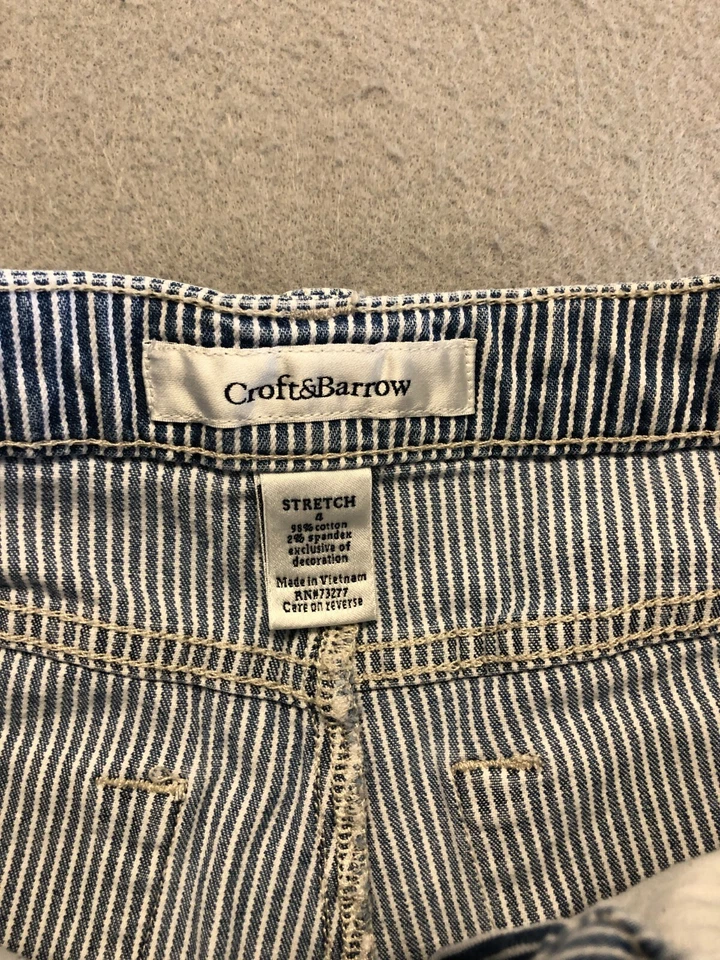 Croft&Barrow
STRETCH
4
98% cotton
2% spandex
exclusive of
decoration
Made in Vietnam
RN#73277
Care on reverse